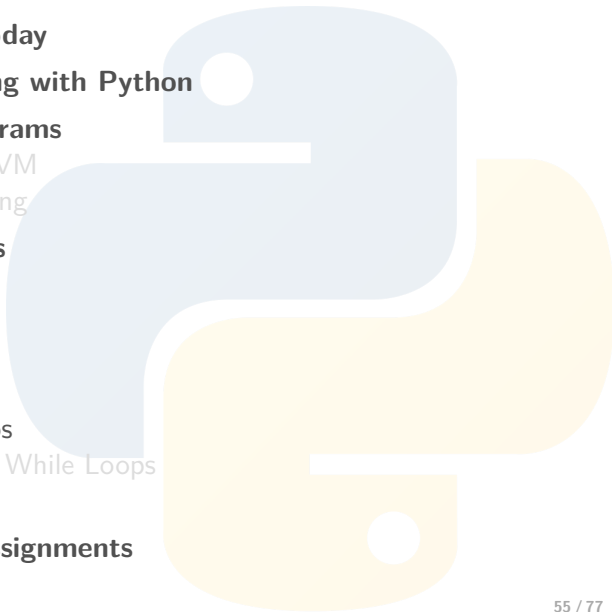 day
g with Python
rams
VM
ng
s
s
While Loops
signments
55 / 77